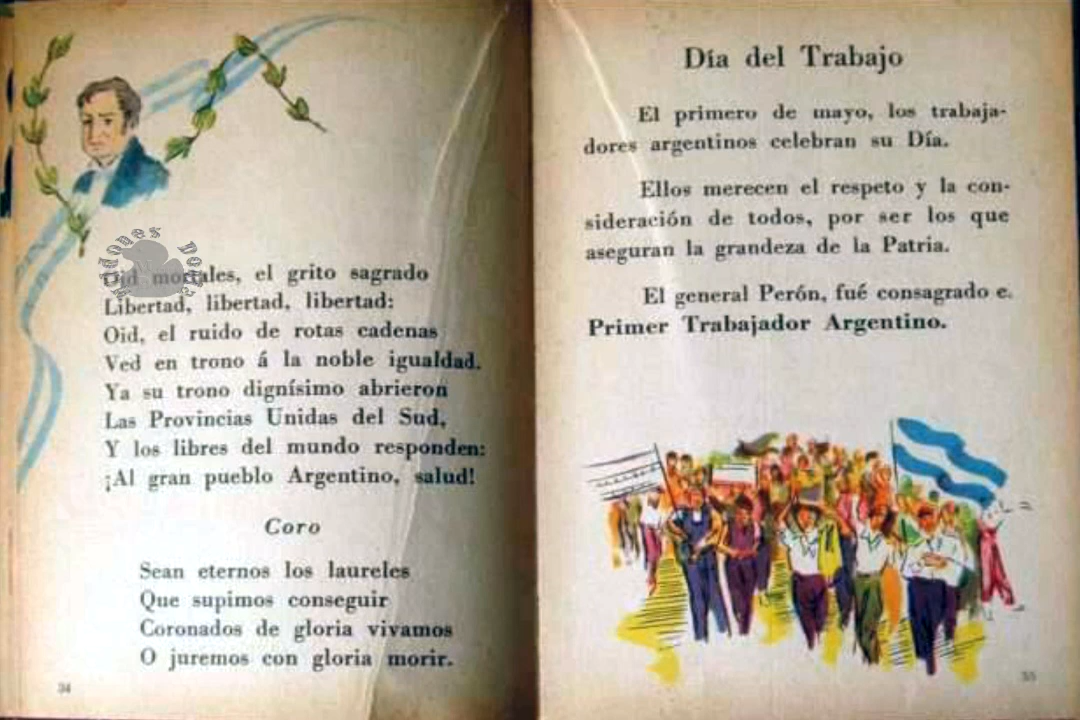 Oid mortales, el grito sagrado
Libertad, libertad, libertad:
Oid, el ruido de rotas cadenas
Ved en trono á la noble igualdad.
Ya su trono dignísimo abrieron
Las Provincias Unidas del Sud,
Y los libres del mundo responden:
¡Al gran pueblo Argentino, salud!
Coro
Sean eternos los laureles
Que supimos conseguir
Coronados de gloria vivamos
O juremos con gloria morir.
34
Día del Trabajo
El primero de mayo, los trabaja-
dores argentinos celebran su Día.
Ellos merecen el respeto y la con-
sideración de todos, por ser los que
aseguran la grandeza de la Patria.
El general Perón, fué consagrado e
Primer Trabajador Argentino.
35